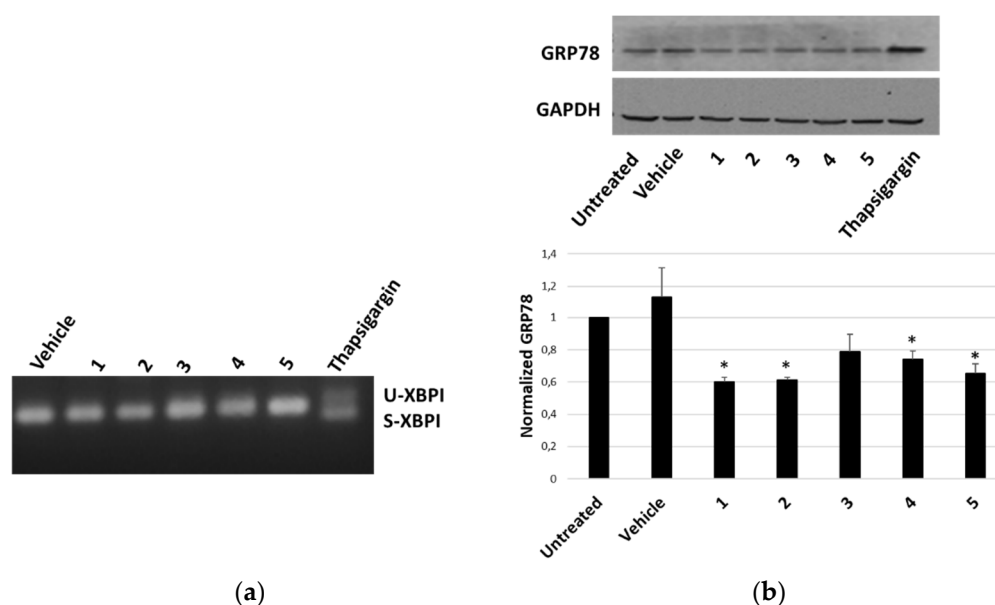 Vehicle
1
2
3
4
5
Thapsigargin
U-XBPI
S-XBPI
(a)
GRP78
GAPDH
Untreated
Vehicle
1
2
3
4
5
Thapsigargin
Normalized GRP78
1,4
1,2
1
0,8
0,6
0,4
0,2
0
*
*
*
*
Untreated
Vehicle
1
2
3
4
5
(b)